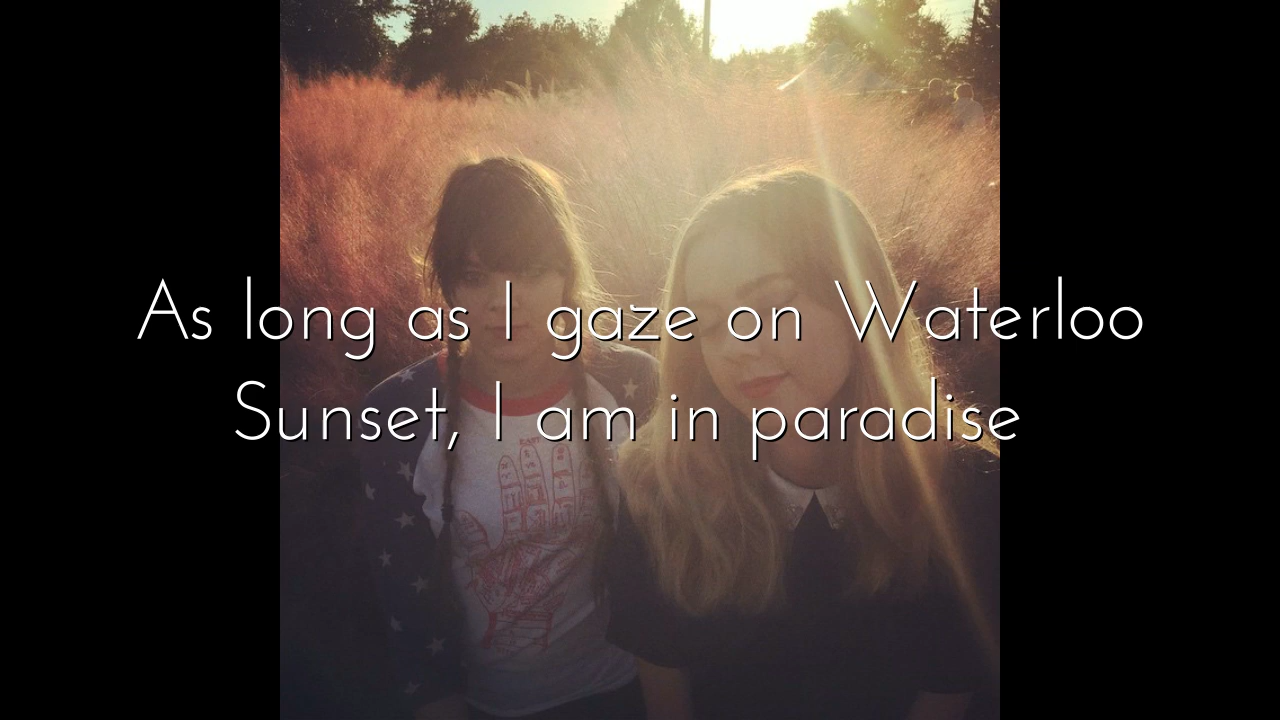 As long as I gaze on Waterloo
Sunset, I am in paradise